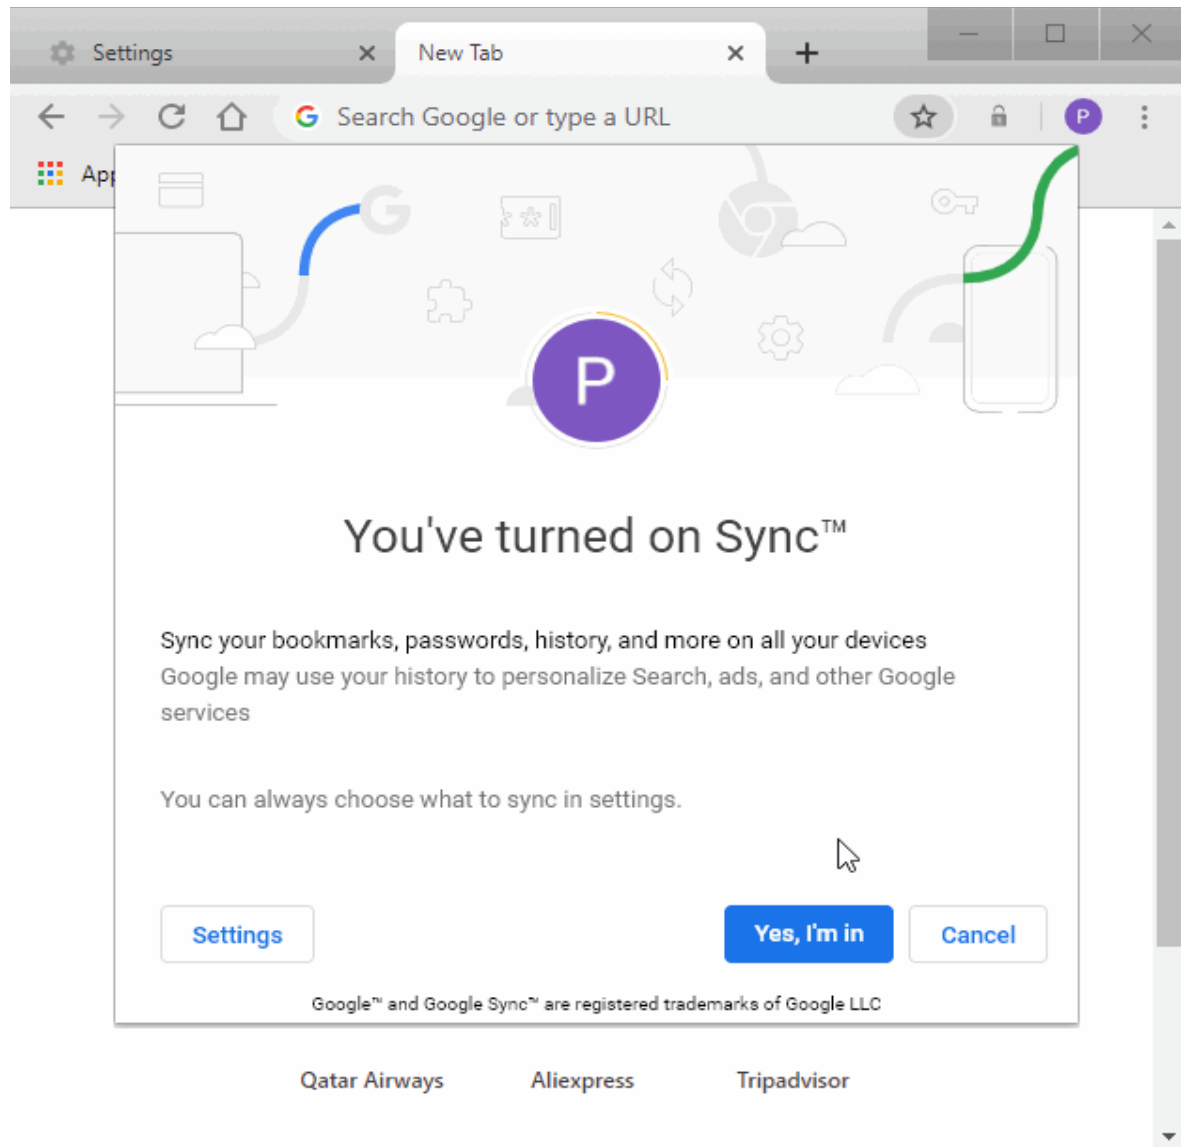 Settings
New Tab
Search Google or type a URL
P
App
P
You've turned on Sync™
Sync your bookmarks, passwords, history, and more on all your devices
Google may use your history to personalize Search, ads, and other Google
services
You can always choose what to sync in settings.
Settings
Yes, I'm in
Cancel
Google™ and Google Sync™ are registered trademarks of Google LLC
Qatar Airways
Aliexpress
Tripadvisor